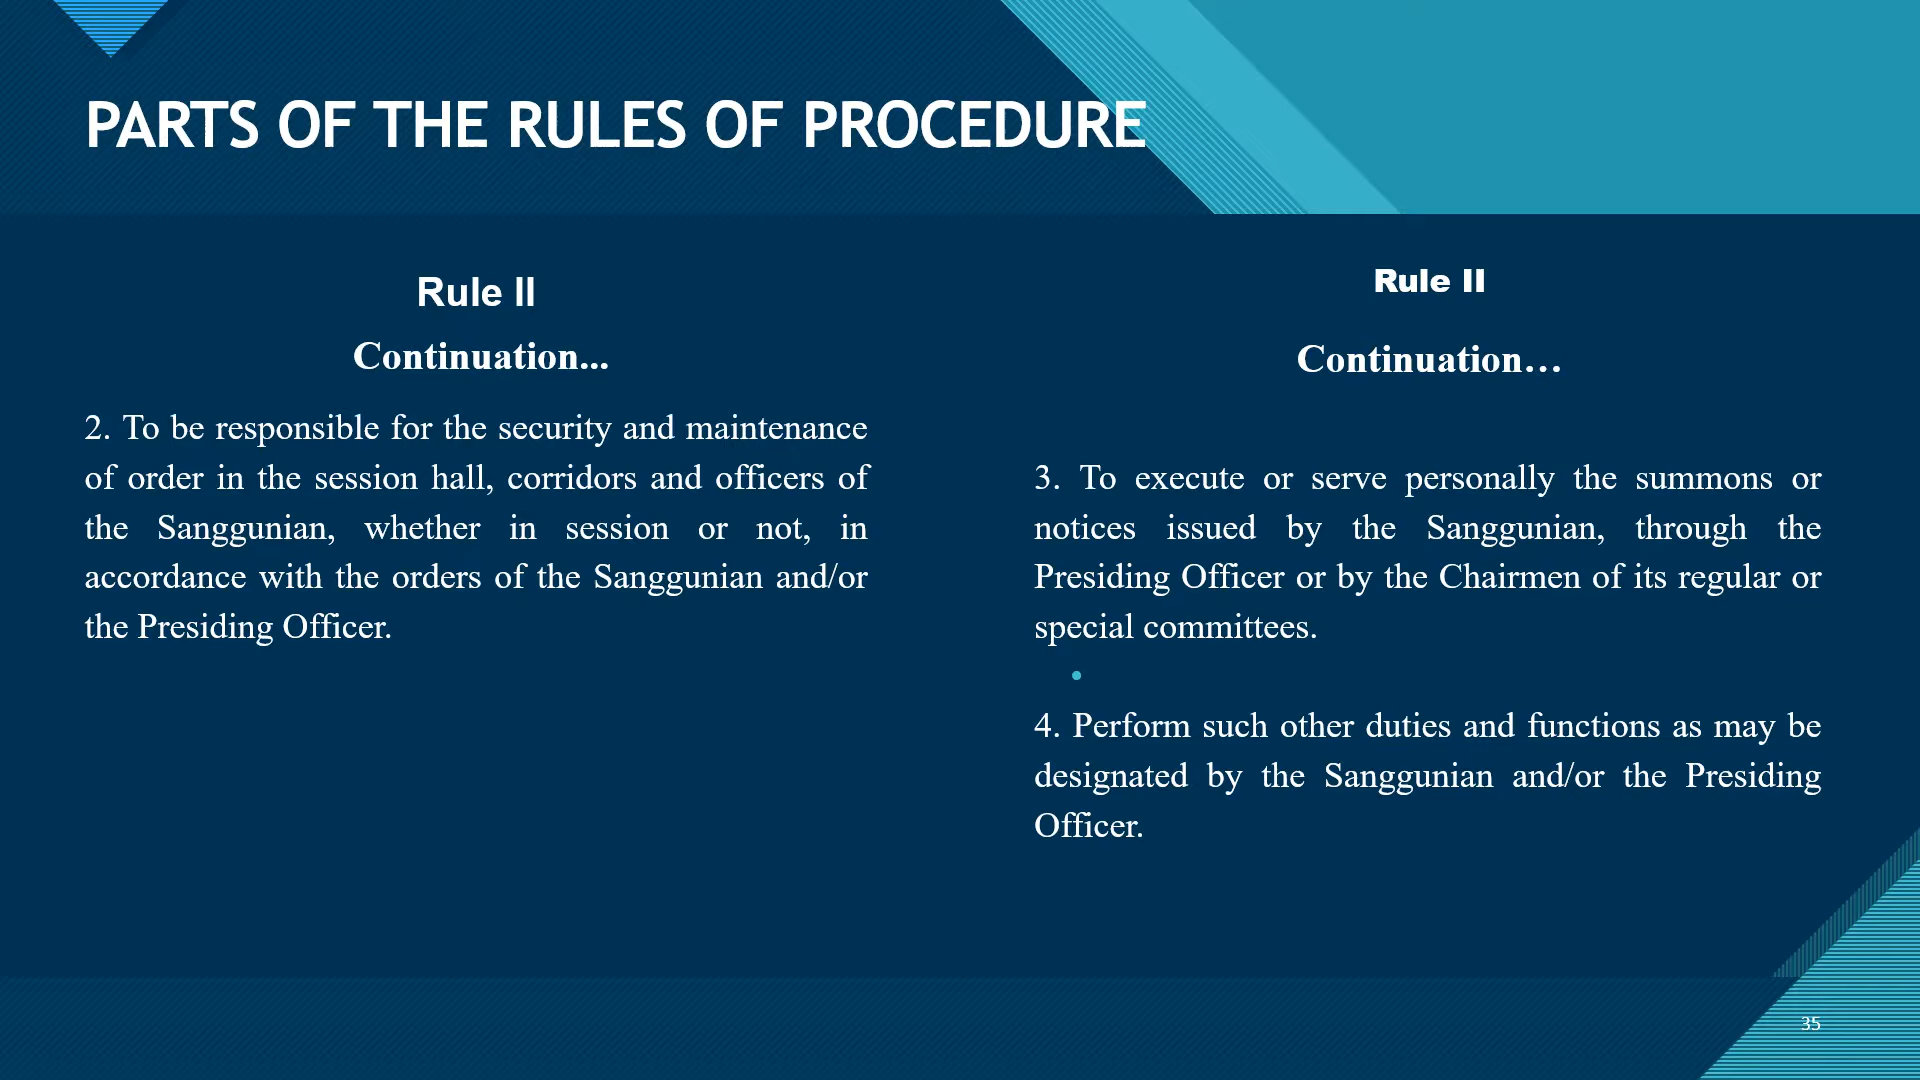 PARTS OF THE RULES OF PROCEDURE
Rule II
Continuation...
2. To be responsible for the security and maintenance
of order in the session hall, corridors and officers of
the Sanggunian, whether in session or not, in
accordance with the orders of the Sanggunian and/or
the Presiding Officer.
Rule II
Continuation…
3. To execute or serve personally the summons or
notices issued by the Sanggunian, through the
Presiding Officer or by the Chairmen of its regular or
special committees.
•
4. Perform such other duties and functions as may be
designated by the Sanggunian and/or the Presiding
Officer.
35